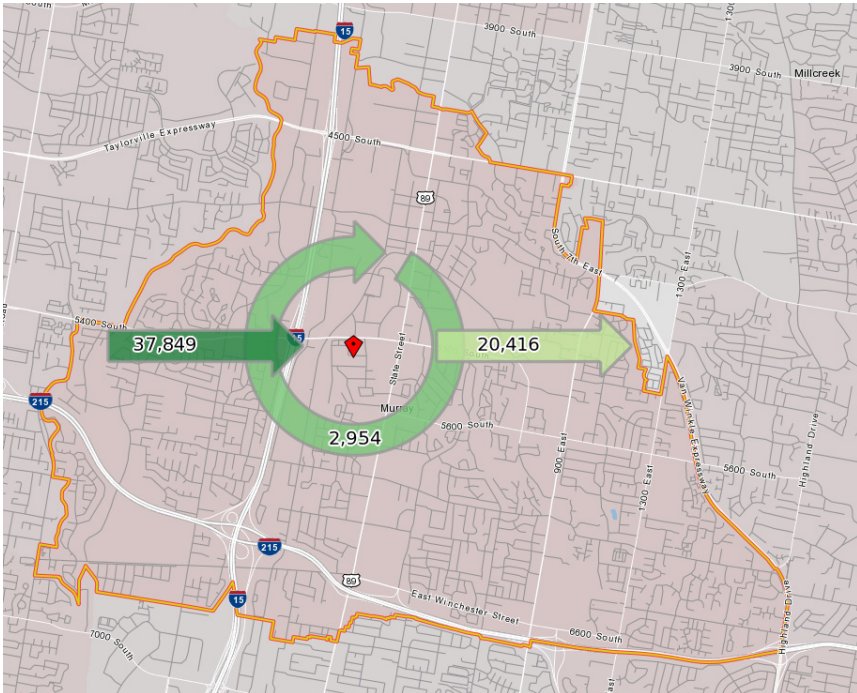 15
3900 South
1300
3900 South
Millcreek
Taylorville Expressway
4500 South
89
South 7th East
1300 East
5400 South
37,849
15
20,416
State Street
215
Murray
2,954
5600 South
900 East
Van Winkle Expressway
Highland Drive
5600 South
1300 East
215
89
15
East Winchester Street
6600 South
Highland Drive
7000 South